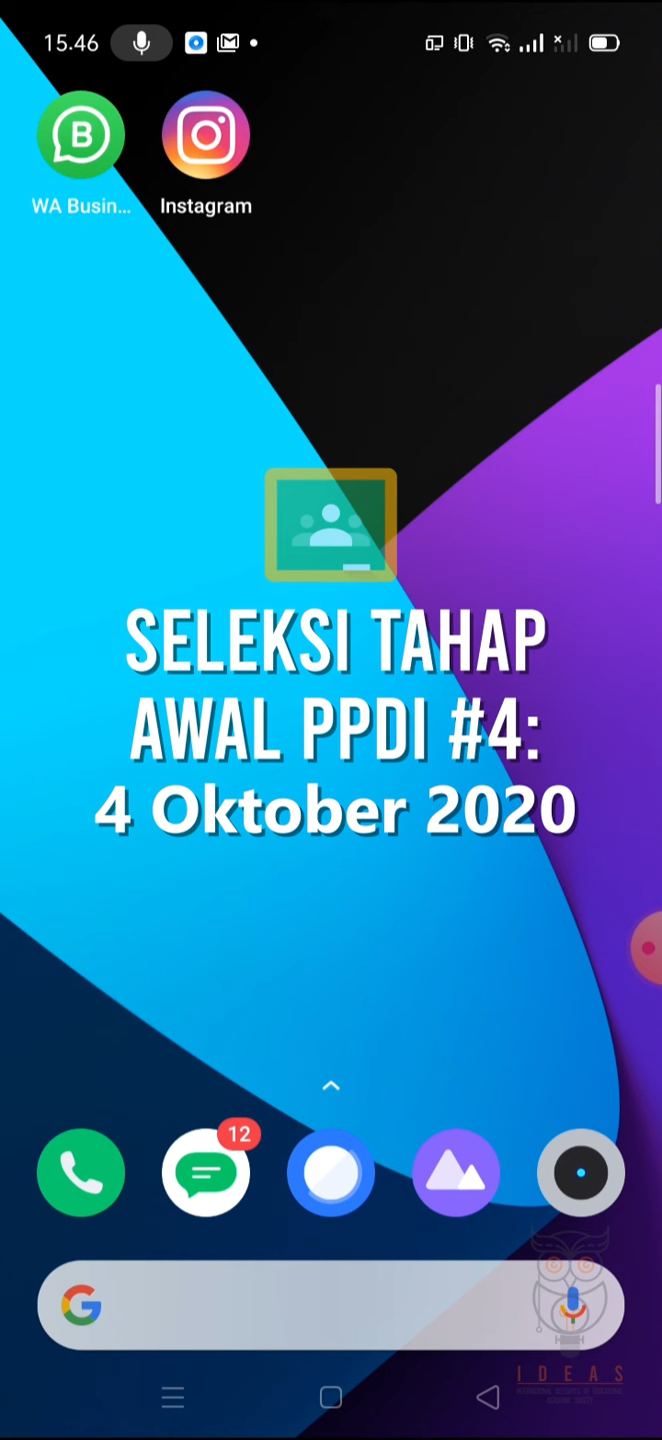 15.46
B
WA Busin...
Instagram
SELEKSI TAHAP
AWAL PPDI #4:
4 Oktober 2020
12
G
IDEAS